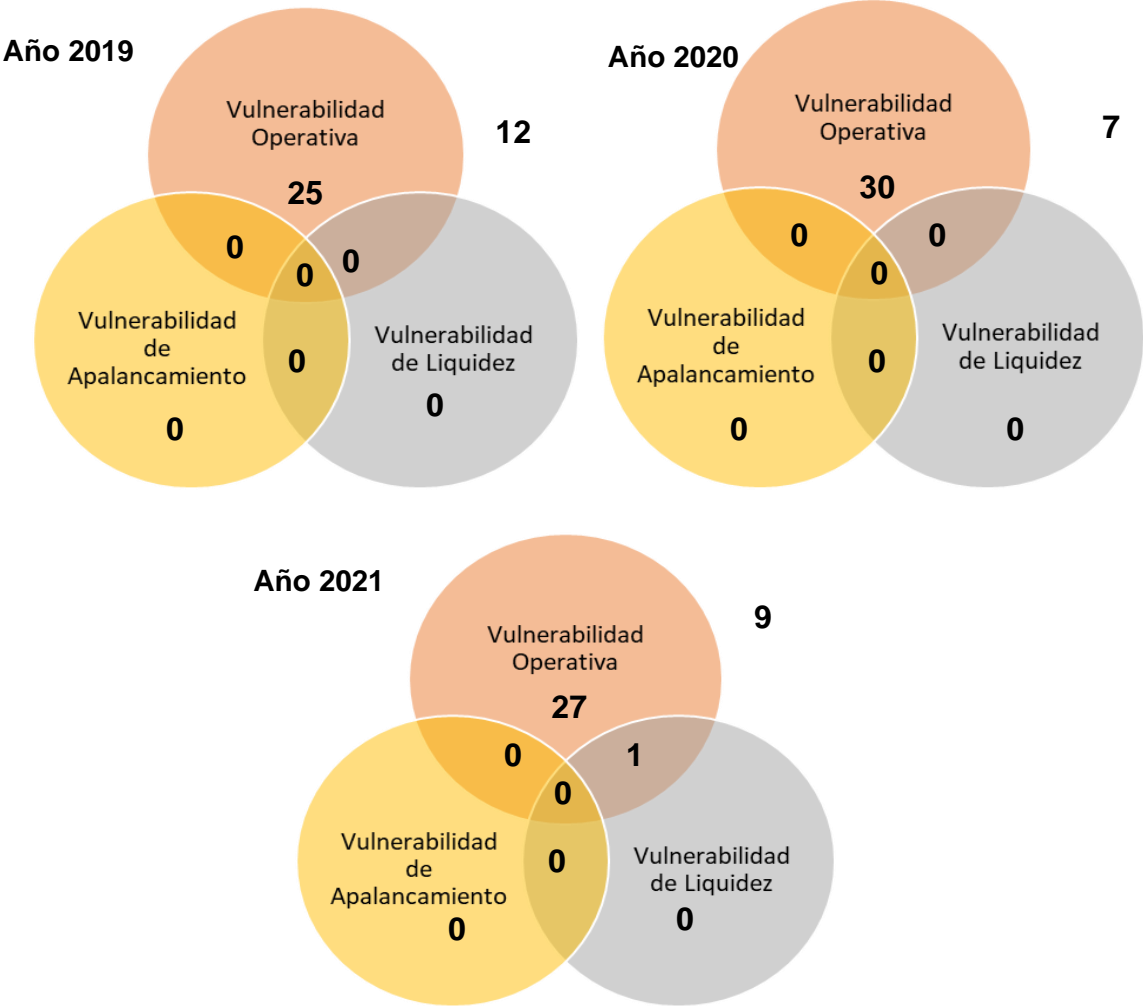 Año 2019
Vulnerabilidad
Operativa
12
25
0
0
0
Vulnerabilidad
de
Apalancamiento
0
Vulnerabilidad
de Liquidez
0
0
Año 2020
Vulnerabilidad
Operativa
7
30
0
0
0
Vulnerabilidad
de
Apalancamiento
0
Vulnerabilidad
de Liquidez
0
0
Año 2021
Vulnerabilidad
Operativa
9
27
0
1
0
Vulnerabilidad
de
Apalancamiento
0
Vulnerabilidad
de Liquidez
0
0